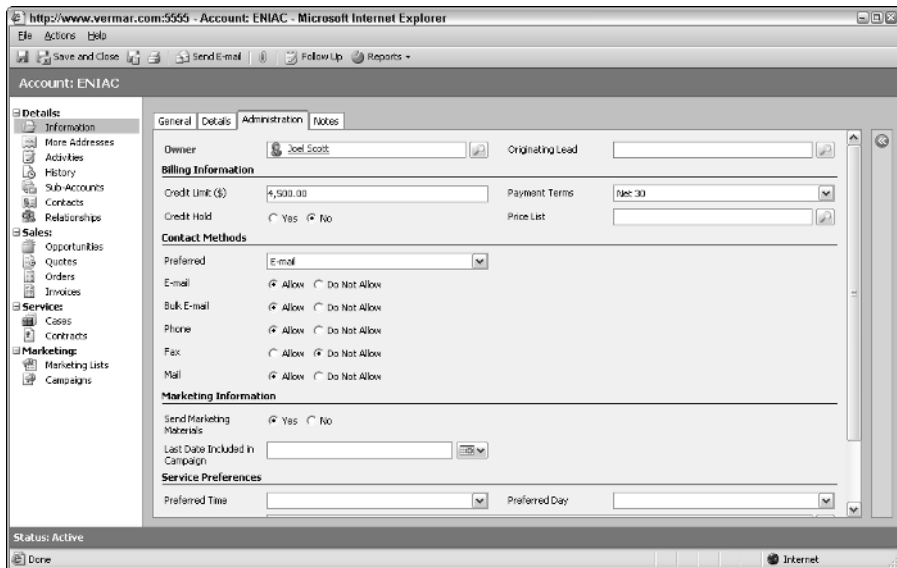 http://www.vermar.com:5555 - Account: ENIAC - Microsoft Internet Explorer
File Actions Help
Save and Close Send E-mail Follow Up Reports
Account: ENIAC
Details:
Information
More Addresses
Activities
History
Sub-Accounts
Contacts
Relationships
Sales:
Opportunities
Quotes
Orders
Invoices
Service:
Cases
Contracts
Marketing:
Marketing Lists
Campaigns
General Details Administration Notes
Owner Joel Scott Originating Lead
Billing Information
Credit Limit ($) 4,500.00 Payment Terms Net 30
Credit Hold Yes No Price List
Contact Methods
Preferred E-mail
E-mail Allow Do Not Allow
Bulk E-mail Allow Do Not Allow
Phone Allow Do Not Allow
Fax Allow Do Not Allow
Mail Allow Do Not Allow
Marketing Information
Send Marketing
Materials
Yes No
Last Date Included in
Campaign
Service Preferences
Preferred Time Preferred Day
Status: Active
Done Internet